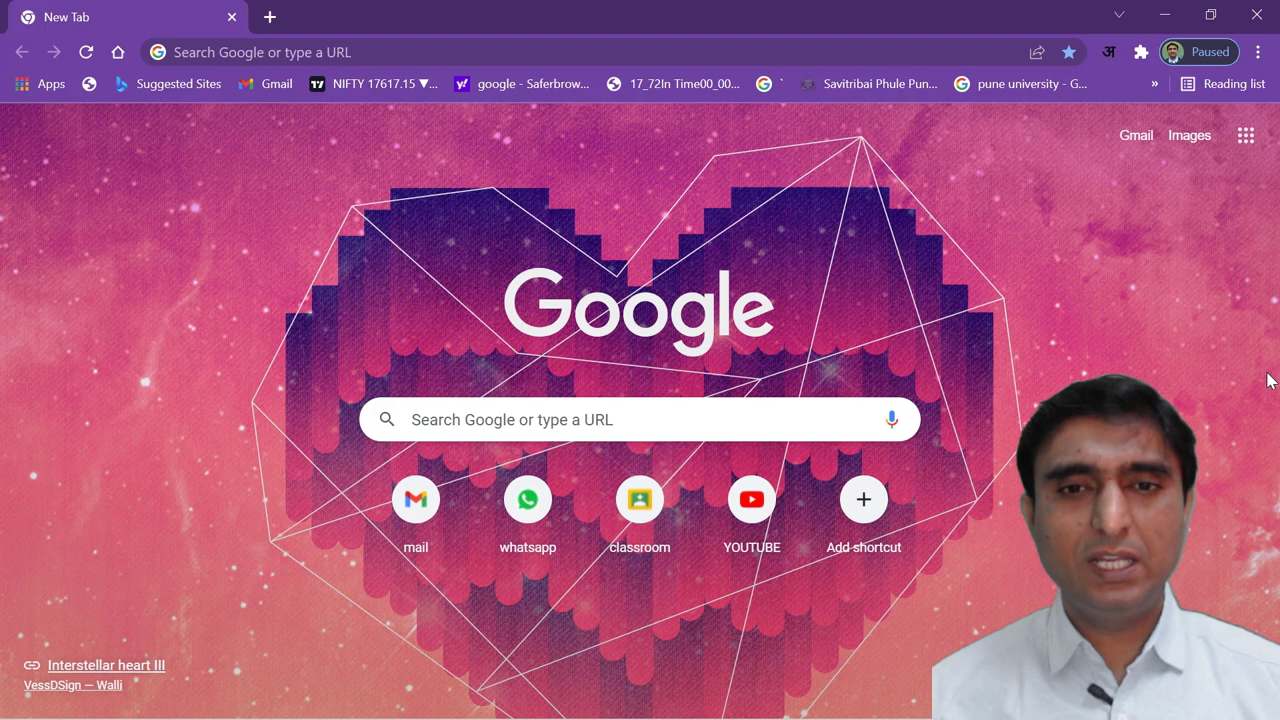 New Tab
Search Google or type a URL
अ
Paused
Apps
Suggested Sites
Gmail
NIFTY 17617.15 ▼...
google - Saferbrow...
17_72In Time00_00...
`
Savitribai Phule Pun...
pune university - G...
»
Reading list
Gmail
Images
Google
Search Google or type a URL
mail
whatsapp
classroom
YOUTUBE
Add shortcut
Interstellar heart III
VessDSign — Walli